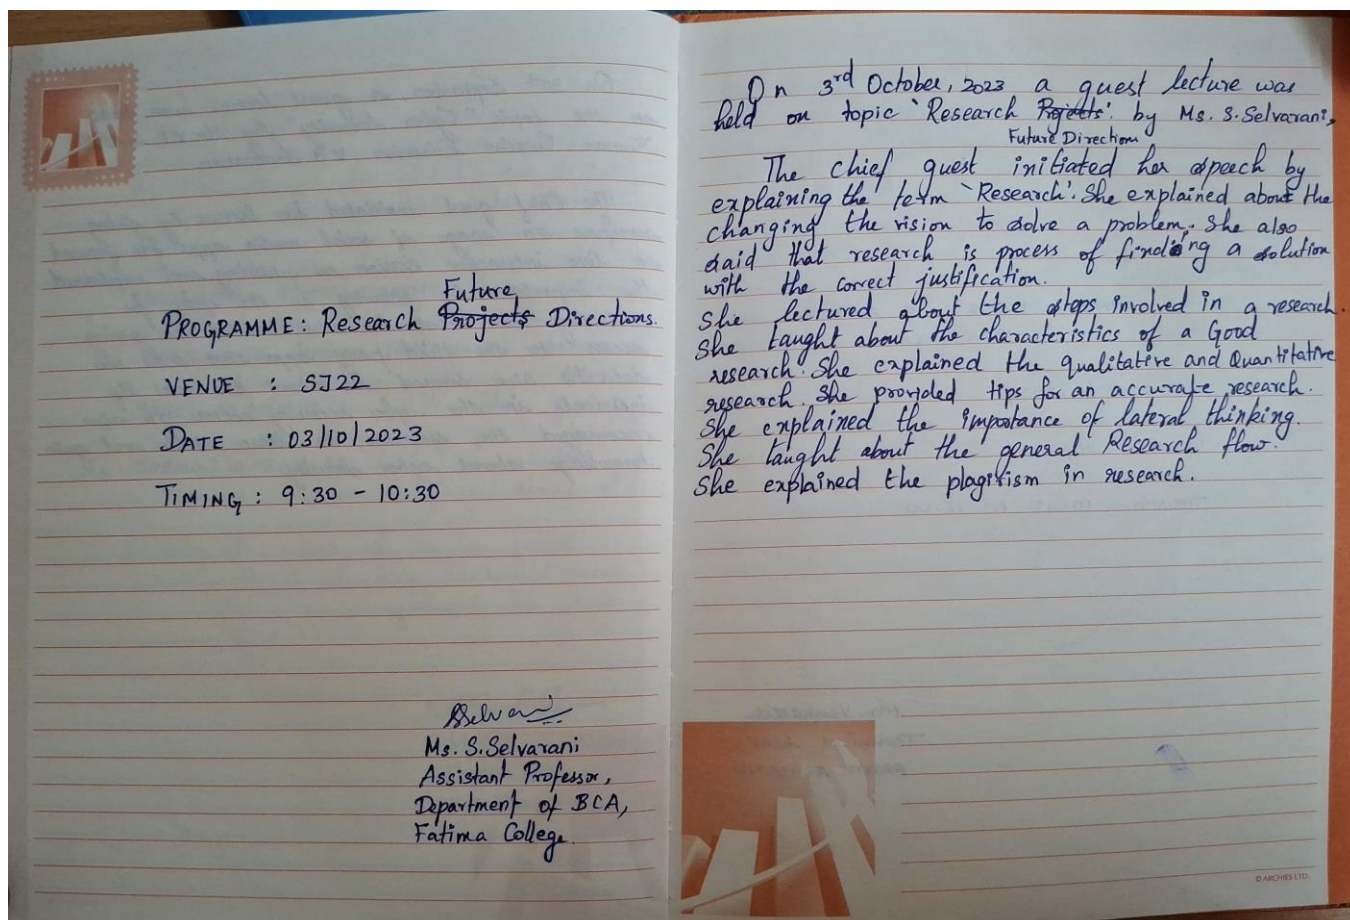 Future
PROGRAMME: Research Projects Directions.
VENUE : SJ22
DATE : 03/10/2023
TIMING : 9:30 - 10:30
Ms. S. Selvarani
Assistant Professor,
Department of BCA,
Fatima College.
On 3rd October, 2023 a guest lecture was
held on topic 'Research Projects'. by Ms. S. Selvarani,
Future Directions
The chief guest initiated her speech by
explaining the term 'Research'. She explained about the
changing the vision to solve a problem. She also
said that research is process of finding a solution
with the correct justification.
She lectured about the steps involved in a research.
She taught about the characteristics of a Good
research. She explained the qualitative and Quantitative
research. She provided tips for an accurate research.
She explained the importance of lateral thinking.
She taught about the general Research flow.
She explained the plagirism in research.
© ARCHIES LTD.